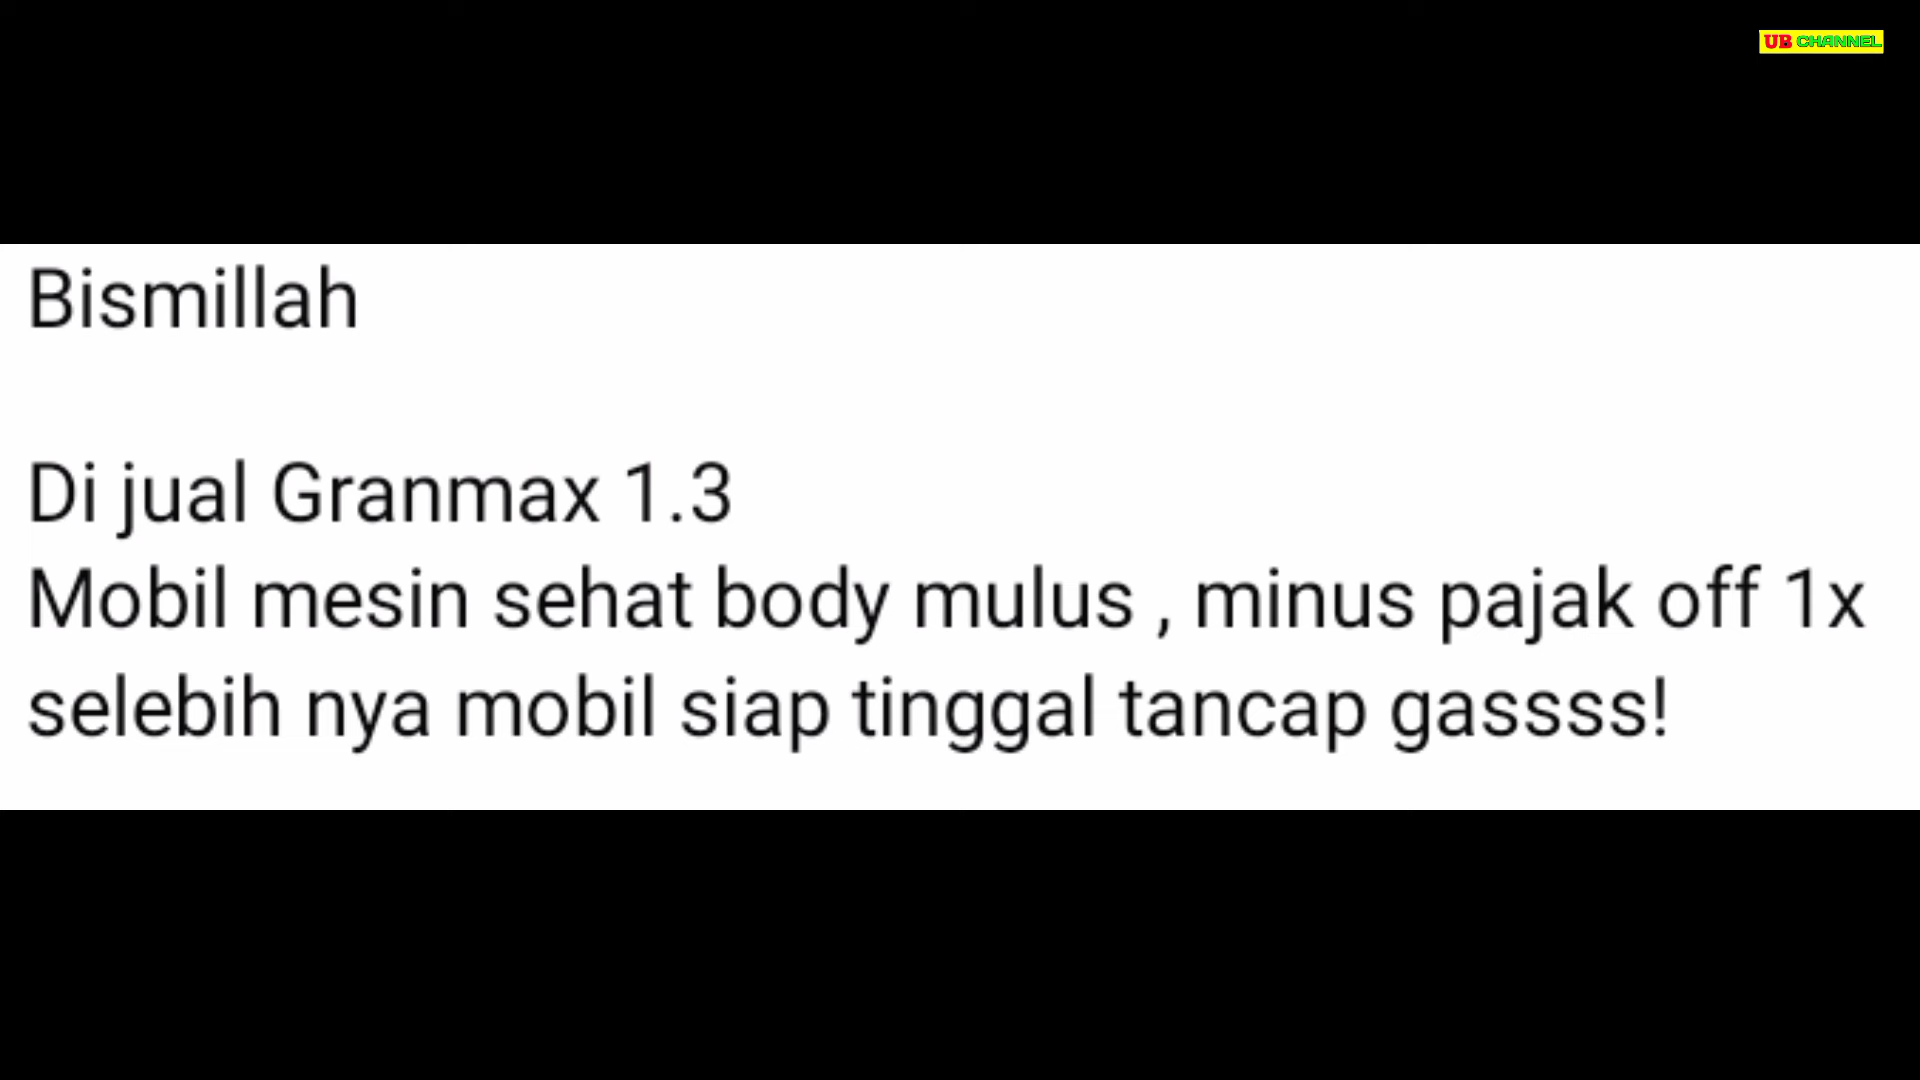 UB CHANNEL
Bismillah
Di jual Granmax 1.3
Mobil mesin sehat body mulus , minus pajak off 1x
selebih nya mobil siap tinggal tancap gassss!